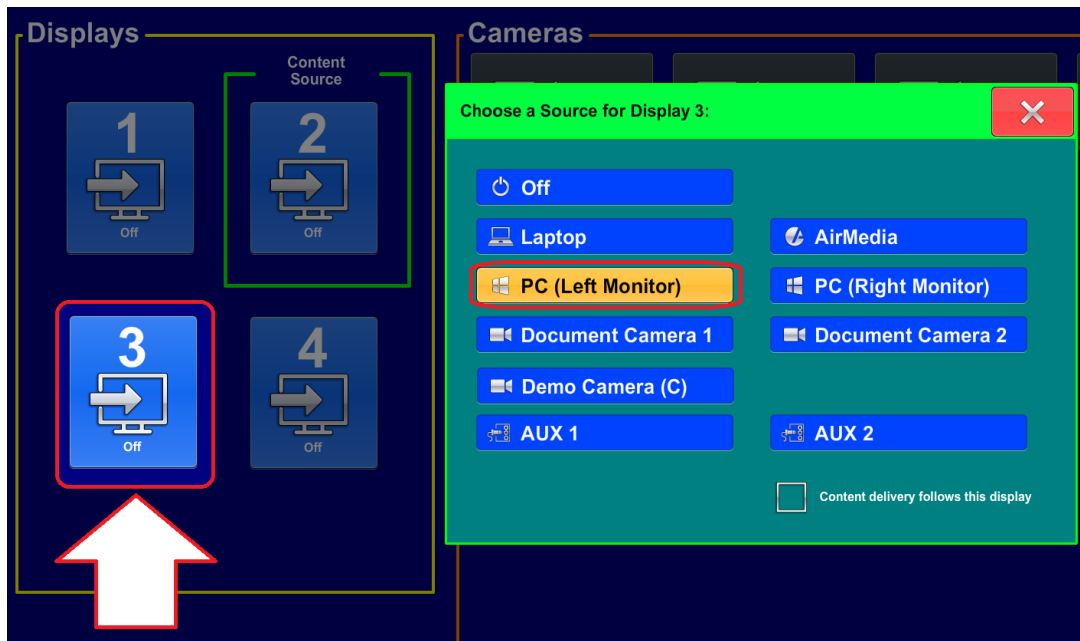 Displays
Content
Source
1
Off
2
Off
3
Off
4
Off
Cameras
Choose a Source for Display 3:
Off
Laptop
AirMedia
PC (Left Monitor)
PC (Right Monitor)
Document Camera 1
Document Camera 2
Demo Camera (C)
AUX 1
AUX 2
Content delivery follows this display